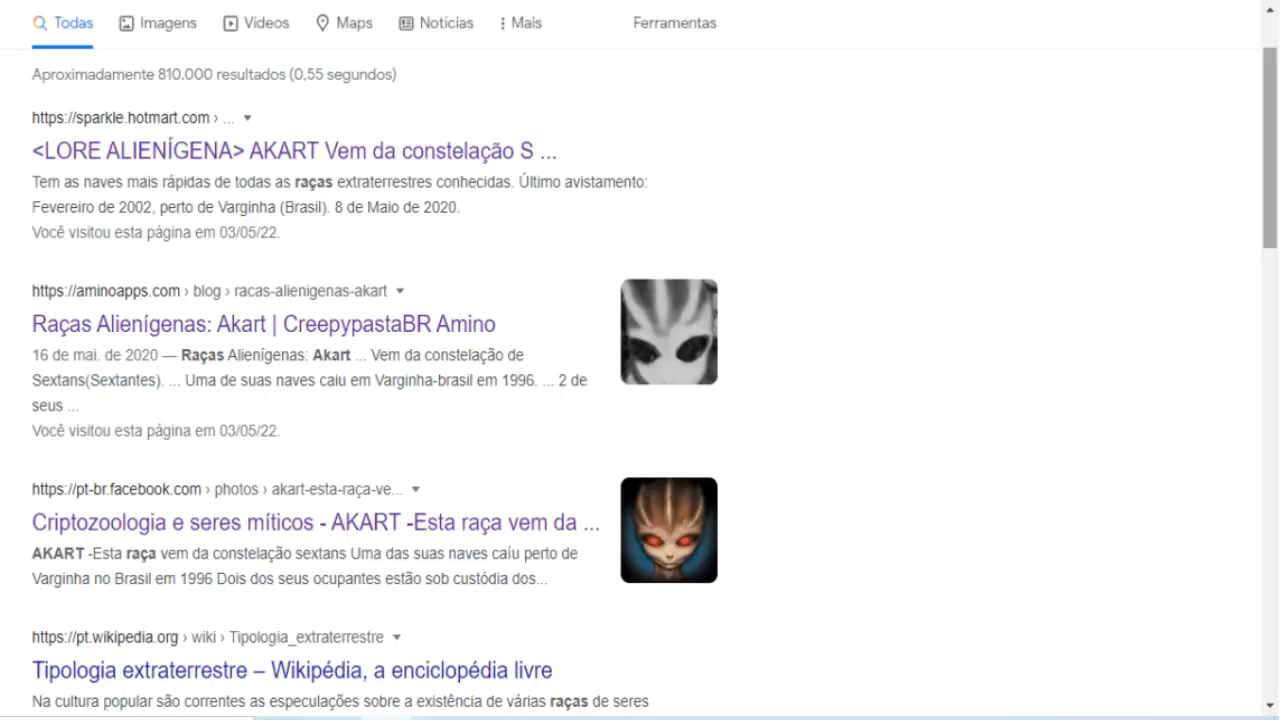 Todas Imagens Vídeos Maps Notícias Mais Ferramentas
Aproximadamente 810.000 resultados (0,55 segundos)
https://sparkle.hotmart.com › ...
<LORE ALIENÍGENA> AKART Vem da constelação S ...
Tem as naves mais rápidas de todas as raças extraterrestres conhecidas. Último avistamento:
Fevereiro de 2002, perto de Varginha (Brasil). 8 de Maio de 2020.
Você visitou esta página em 03/05/22.
https://aminoapps.com › blog › racas-alienigenas-akart
Raças Alienígenas: Akart | CreepypastaBR Amino
16 de mai. de 2020 — Raças Alienígenas: Akart ... Vem da constelação de
Sextans(Sextantes). ... Uma de suas naves caiu em Varginha-brasil em 1996. ... 2 de
seus ...
Você visitou esta página em 03/05/22.
https://pt-br.facebook.com › photos › akart-esta-raça-ve...
Criptozoologia e seres míticos - AKART -Esta raça vem da ...
AKART -Esta raça vem da constelação sextans Uma das suas naves caíu perto de
Varginha no Brasil em 1996 Dois dos seus ocupantes estão sob custódia dos...
https://pt.wikipedia.org › wiki › Tipologia_extraterrestre
Tipologia extraterrestre – Wikipédia, a enciclopédia livre
Na cultura popular são correntes as especulações sobre a existência de várias raças de seres